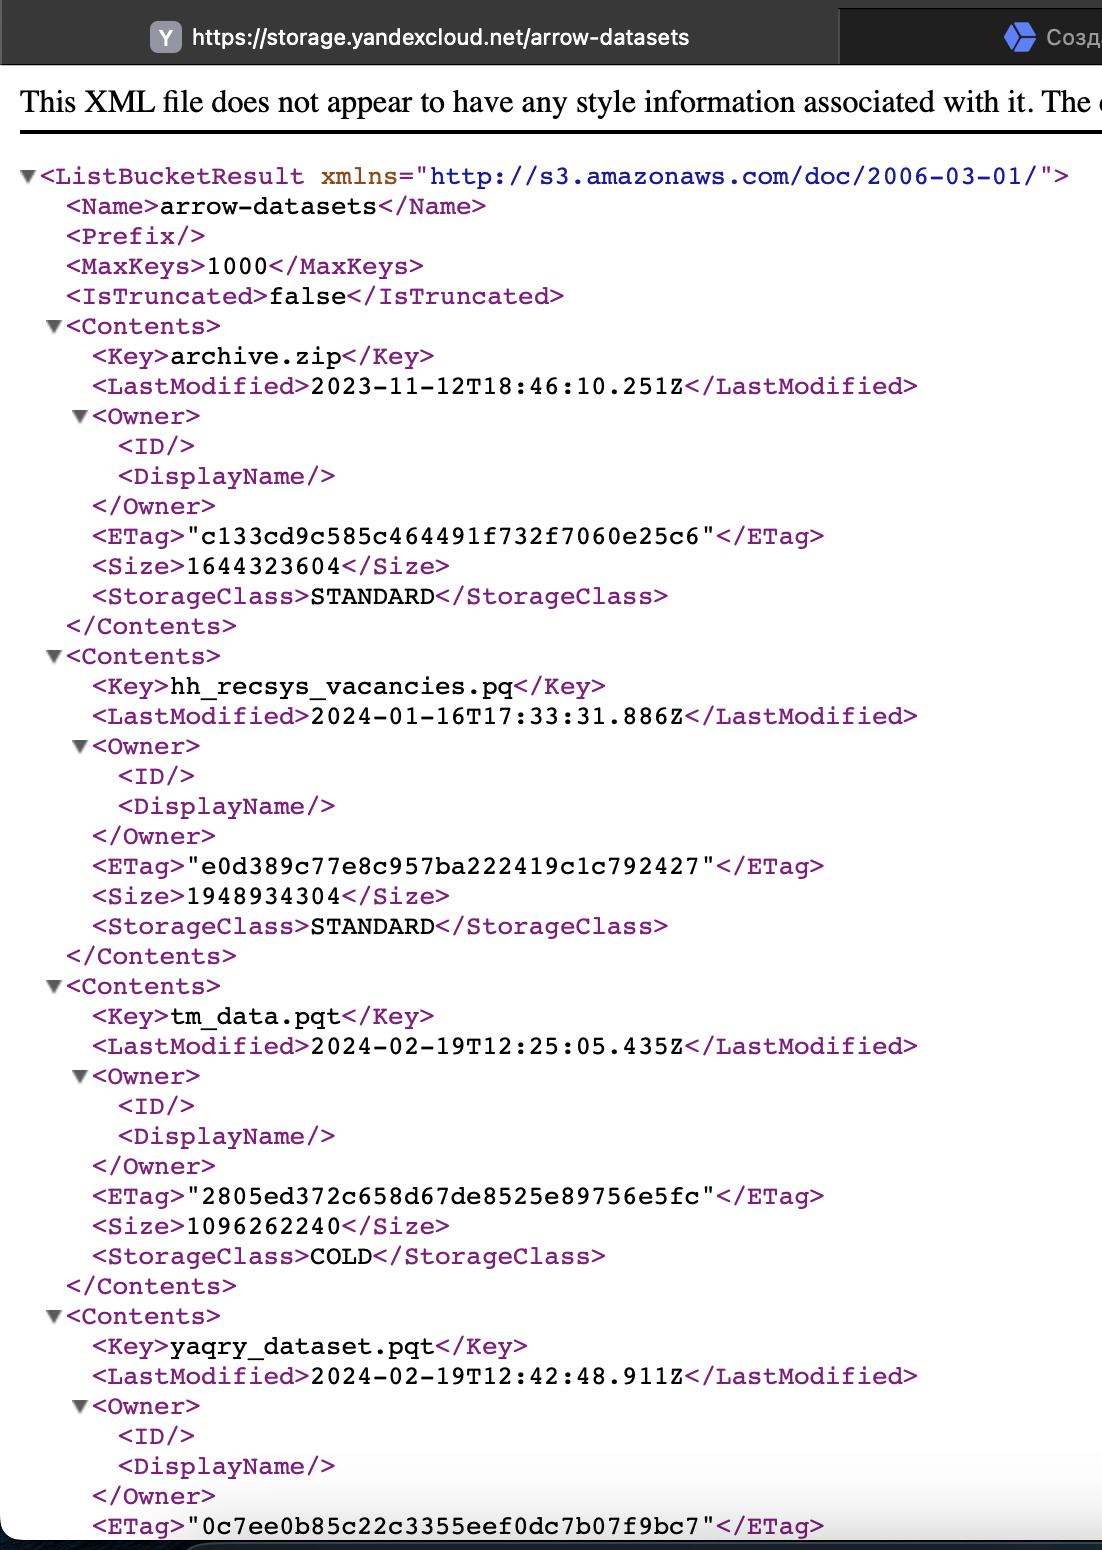 Y https://storage.yandexcloud.net/arrow-datasets
Созд
This XML file does not appear to have any style information associated with it. The
<ListBucketResult xmlns="http://s3.amazonaws.com/doc/2006-03-01/">
<Name>arrow-datasets</Name>
<Prefix/>
<MaxKeys>1000</MaxKeys>
<IsTruncated>false</IsTruncated>
<Contents>
<Key>archive.zip</Key>
<LastModified>2023-11-12T18:46:10.251Z</LastModified>
<Owner>
<ID/>
<DisplayName/>
</Owner>
<ETag>"c133cd9c585c464491f732f7060e25c6"</ETag>
<Size>1644323604</Size>
<StorageClass>STANDARD</StorageClass>
</Contents>
<Contents>
<Key>hh_recsys_vacancies.pq</Key>
<LastModified>2024-01-16T17:33:31.886Z</LastModified>
<Owner>
<ID/>
<DisplayName/>
</Owner>
<ETag>"e0d389c77e8c957ba222419c1c792427"</ETag>
<Size>1948934304</Size>
<StorageClass>STANDARD</StorageClass>
</Contents>
<Contents>
<Key>tm_data.pqt</Key>
<LastModified>2024-02-19T12:25:05.435Z</LastModified>
<Owner>
<ID/>
<DisplayName/>
</Owner>
<ETag>"2805ed372c658d67de8525e89756e5fc"</ETag>
<Size>1096262240</Size>
<StorageClass>COLD</StorageClass>
</Contents>
<Contents>
<Key>yaqry_dataset.pqt</Key>
<LastModified>2024-02-19T12:42:48.911Z</LastModified>
<Owner>
<ID/>
<DisplayName/>
</Owner>
<ETag>"0c7ee0b85c22c3355eef0dc7b07f9bc7"</ETag>